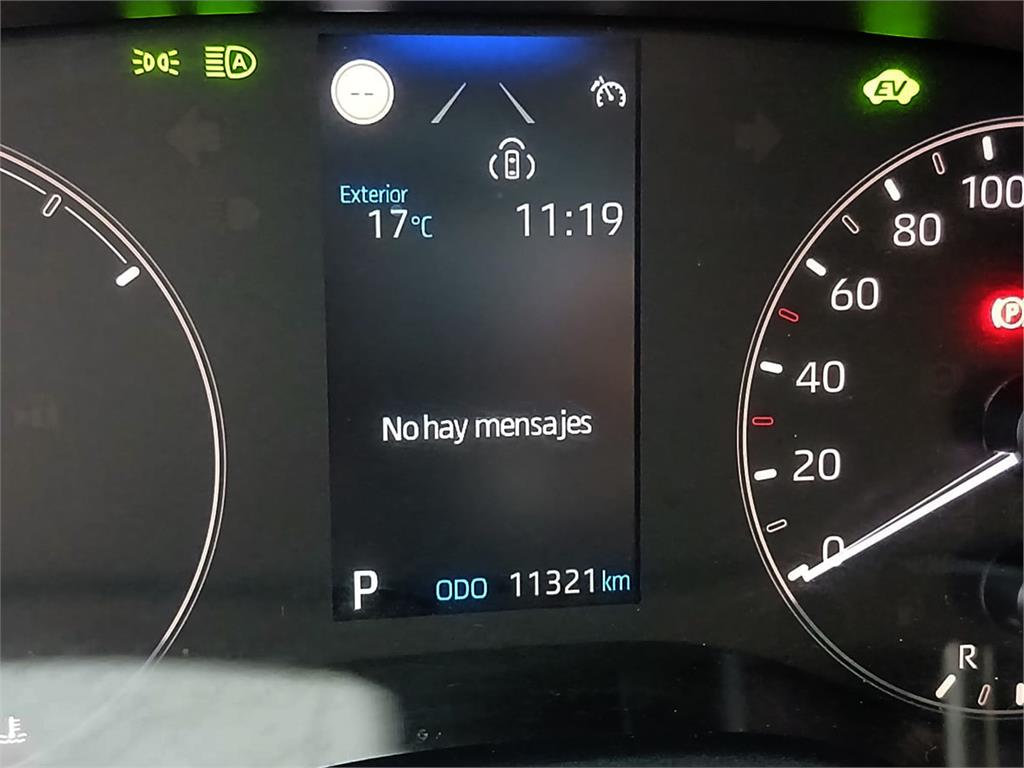 A
--
EV
Exterior
17°C 11:19
100
80
60
P
40
No hay mensajes
20
0
P ODO 11321 km
R